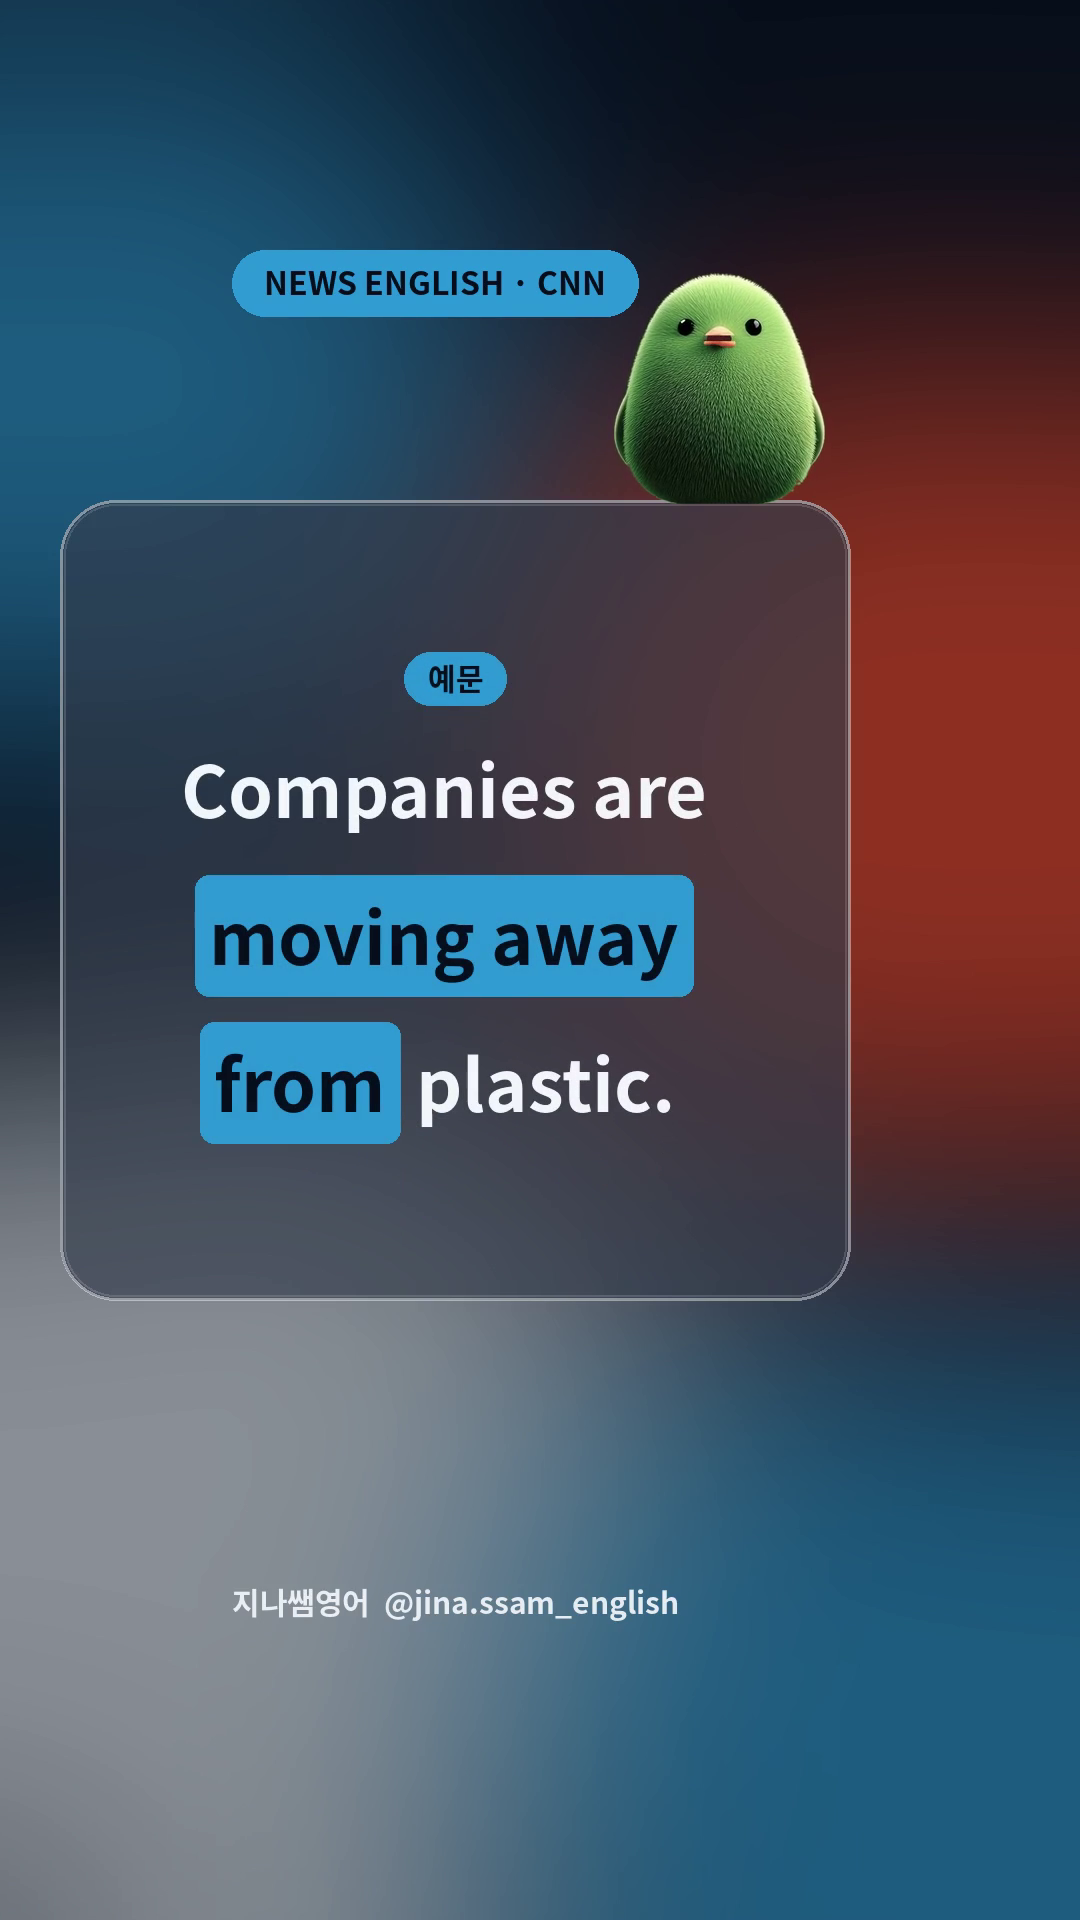 NEWS ENGLISH · CNN
예문
Companies are
moving away
from plastic.
지나쌤영어 @jina.ssam_english